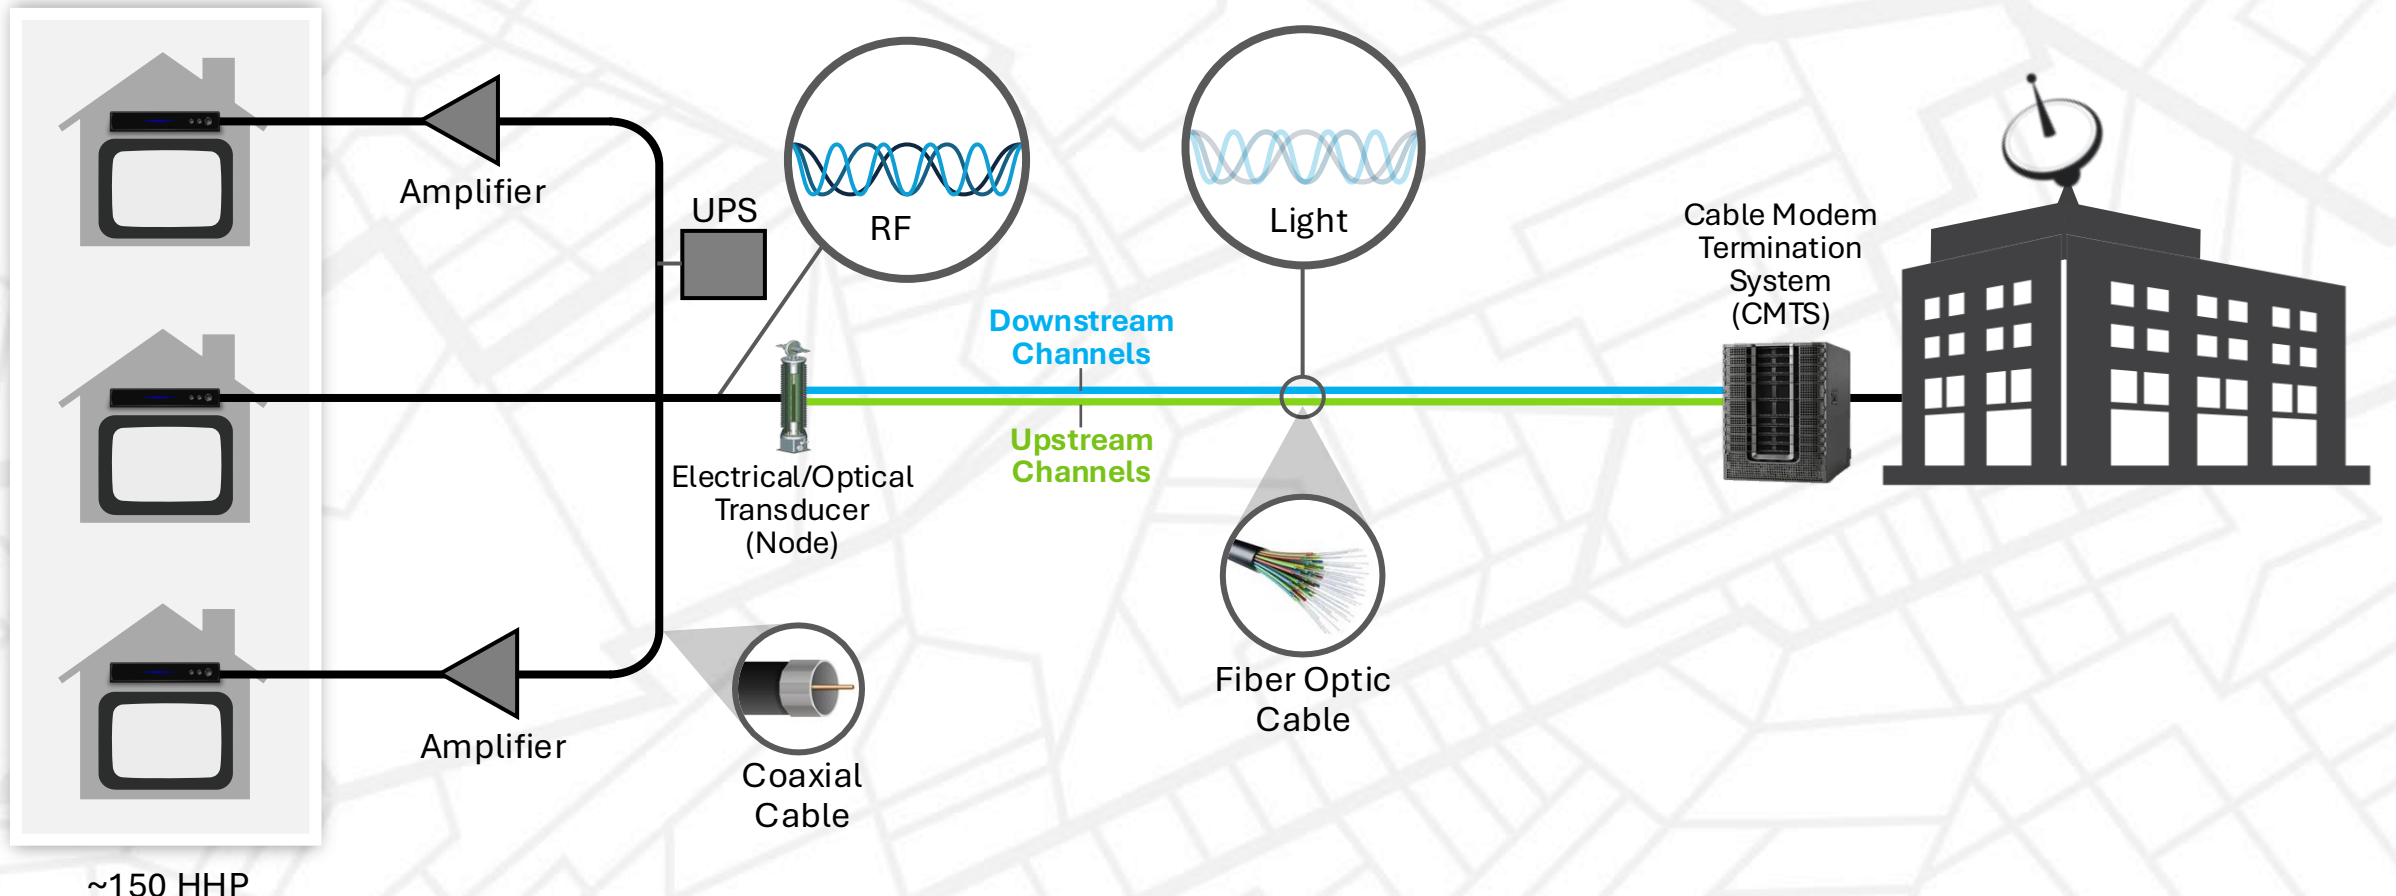 Amplifier
UPS
RF
Light
Cable Modem
Termination
System
(CMTS)
Downstream
Channels
Upstream
Channels
Electrical/Optical
Transducer
(Node)
Fiber Optic
Cable
Amplifier
Coaxial
Cable
~150 HHP